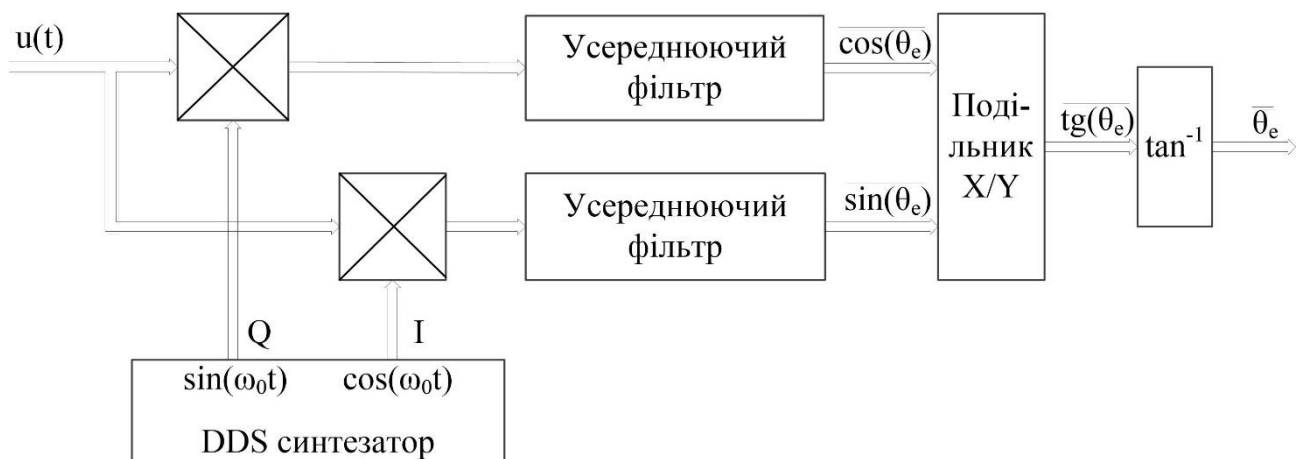 u(t)
Усереднюючий
фільтр
cos(θₑ)
Поді-
льник
X/Y
tg(θₑ)
tan⁻¹
θₑ
Усереднюючий
фільтр
sin(θₑ)
Q
I
sin(ω₀t)
cos(ω₀t)
DDS синтезатор